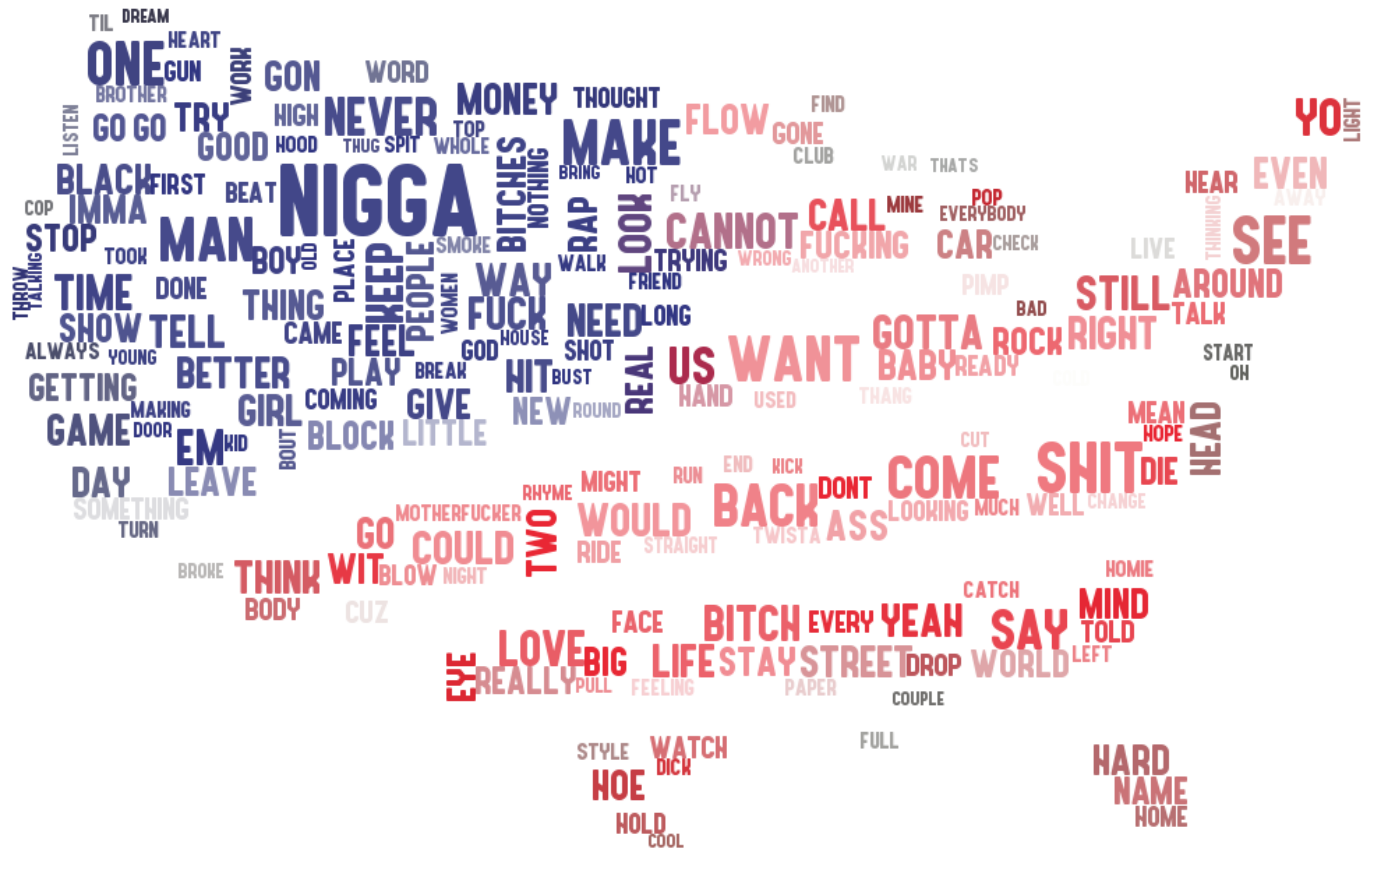 TIL DREAM
HEART
ONE GUN WORK GON WORD
BROTHER
MONEY THOUGHT
LISTEN GO GO TRY HIGH NEVER
FLOW FIND
YO LIGHT
GOOD HOOD THUG SPIT TOP WHOLE
MAKE GONE
CLUB
BLACK FIRST BEAT NIGGA BITCHES NOTHING BRING HOT
WAR THATS
HEAR EVEN
AWAY
COP IMMA RAP LOOK FLY
CALL MINE POP
EVERYBODY
THINKING SEE
STOP TOOK MAN BOY OLD PLACE KEEP PEOPLE SMOKE
CANNOT FUCKING CAR CHECK
LIVE
WALK TRYING WRONG ANOTHER
THROW TALKING TIME DONE THING WOMEN WAY FRIEND
PIMP STILL AROUND
SHOW TELL CAME FEEL FUCK NEED LONG
BAD TALK
GOTTA ROCK RIGHT
ALWAYS YOUNG GOD HOUSE SHOT
REAL US WANT BABY READY
START
OH
GETTING BETTER PLAY BREAK HIT BUST
HAND USED THANG
MAKING GIRL COMING GIVE NEW ROUND
MEAN
GAME DOOR EM KID BOUT BLOCK LITTLE
CUT HOPE HEAD
DAY LEAVE
SOMETHING
TURN
RHYME MIGHT RUN END KICK DONT COME SHIT DIE
MOTHERFUCKER TWO WOULD BACK ASS LOOKING MUCH WELL CHANGE
GO COULD RIDE STRAIGHT TWISTA
BROKE THINK WIT BLOW NIGHT
HOMIE
BODY CUZ
CATCH
FACE BITCH EVERY YEAH SAY MIND
TOLD
EYE LOVE BIG LIFE STAY STREET DROP WORLD LEFT
REALLY PULL FEELING PAPER
COUPLE
STYLE WATCH FULL
DICK
HARD
HOE NAME
HOLD HOME
COOL